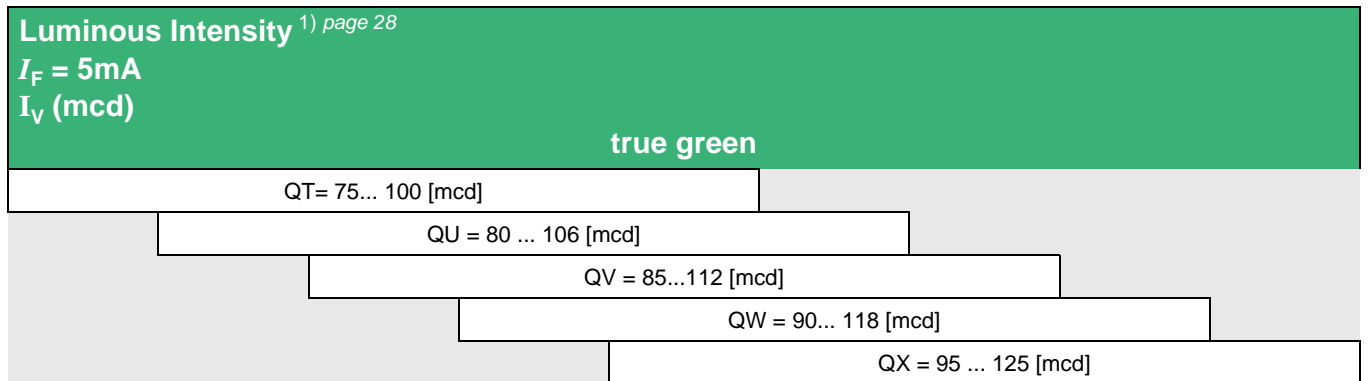 Luminous Intensity 1) page 28
IF = 5mA
IV (mcd)
true green
QT= 75... 100 [mcd]
QU = 80 ... 106 [mcd]
QV = 85...112 [mcd]
QW = 90... 118 [mcd]
QX = 95 ... 125 [mcd]